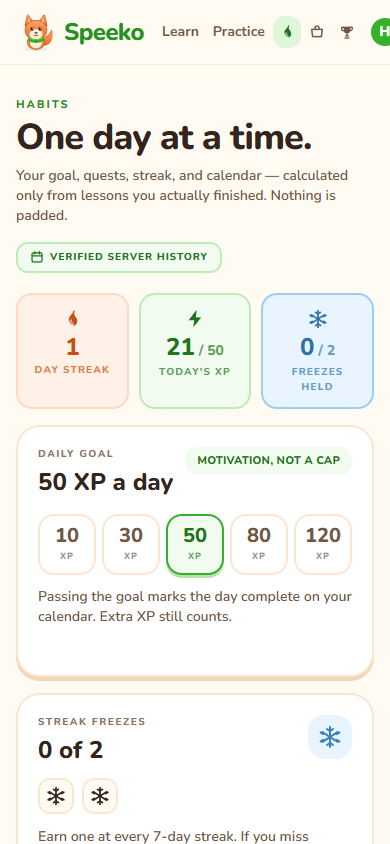 Speeko
Learn Practice
H
HABITS
One day at a time.
Your goal, quests, streak, and calendar — calculated
only from lessons you actually finished. Nothing is
padded.
VERIFIED SERVER HISTORY
1
DAY STREAK
21 / 50
TODAY'S XP
0 / 2
FREEZES
HELD
DAILY GOAL
50 XP a day
MOTIVATION, NOT A CAP
10
XP
30
XP
50
XP
80
XP
120
XP
Passing the goal marks the day complete on your
calendar. Extra XP still counts.
STREAK FREEZES
0 of 2
Earn one at every 7-day streak. If you miss